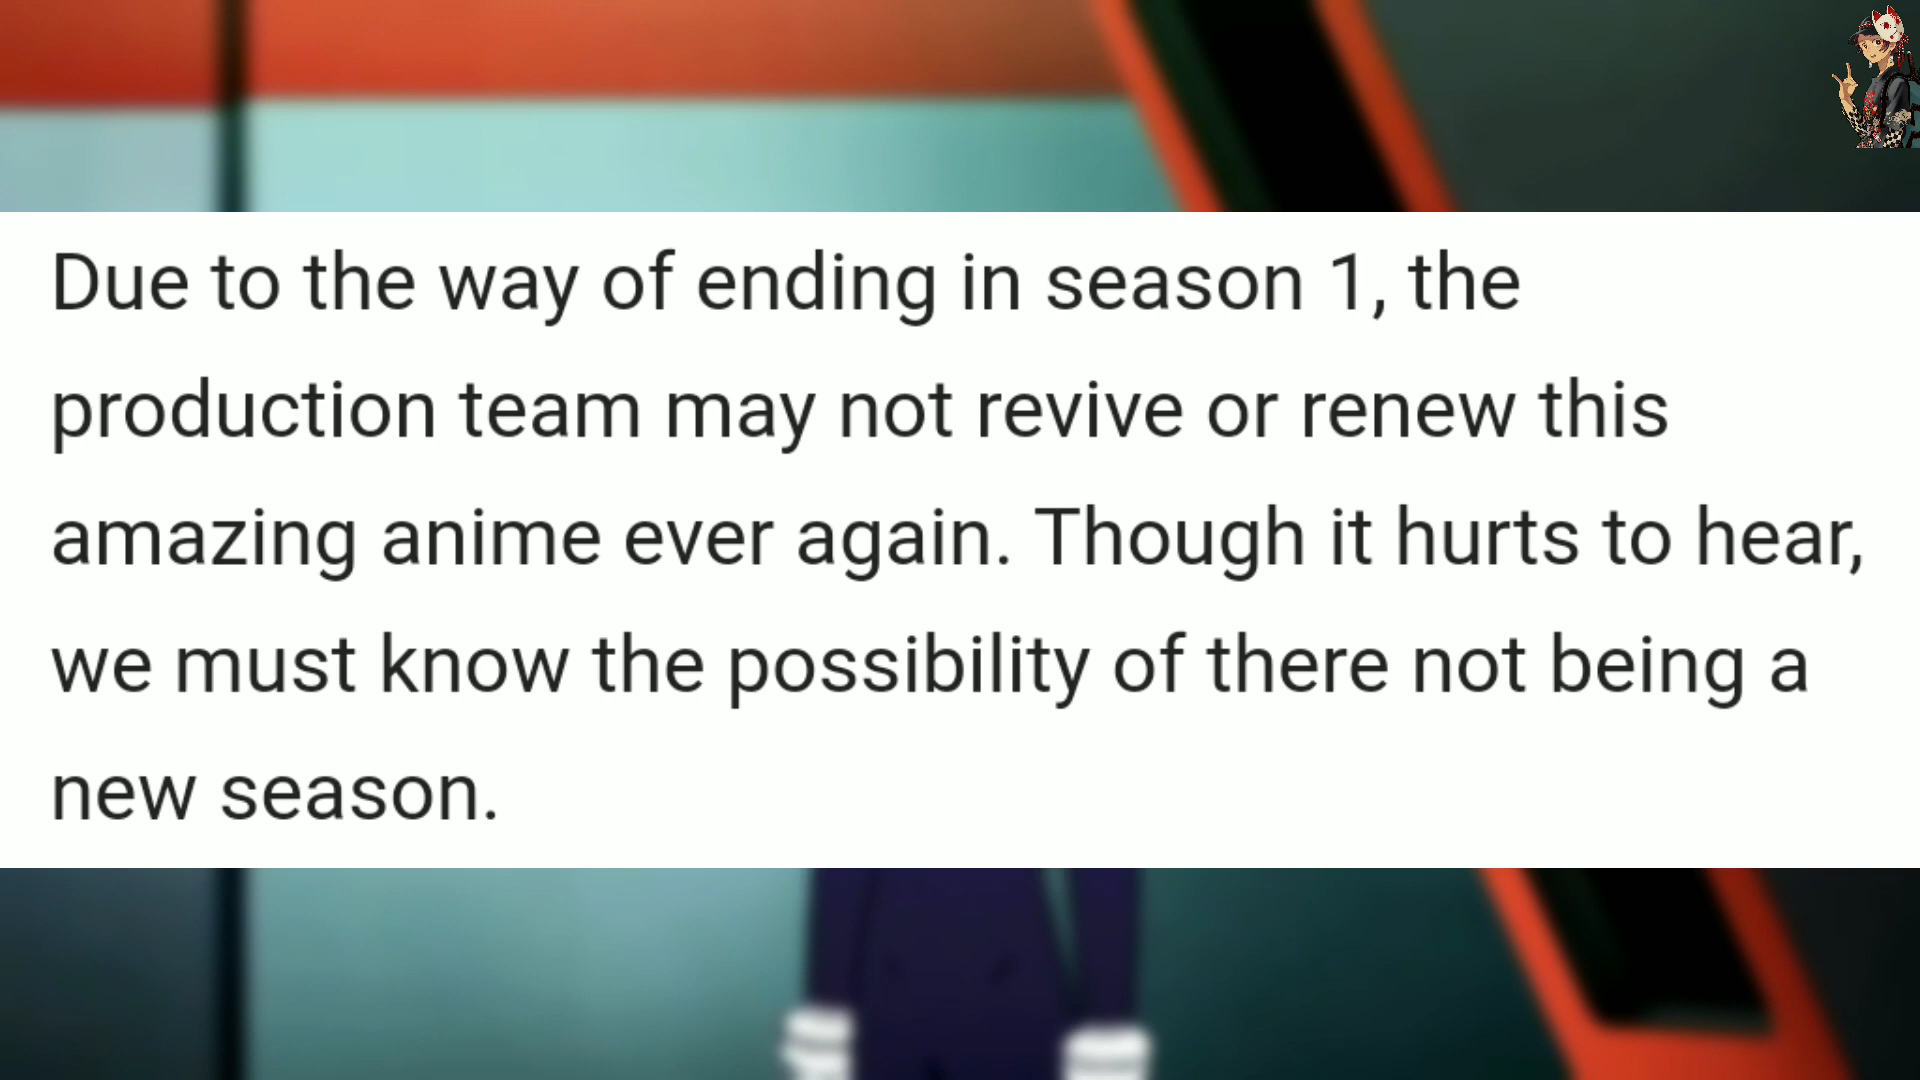 Due to the way of ending in season 1, the
production team may not revive or renew this
amazing anime ever again. Though it hurts to hear,
we must know the possibility of there not being a
new season.